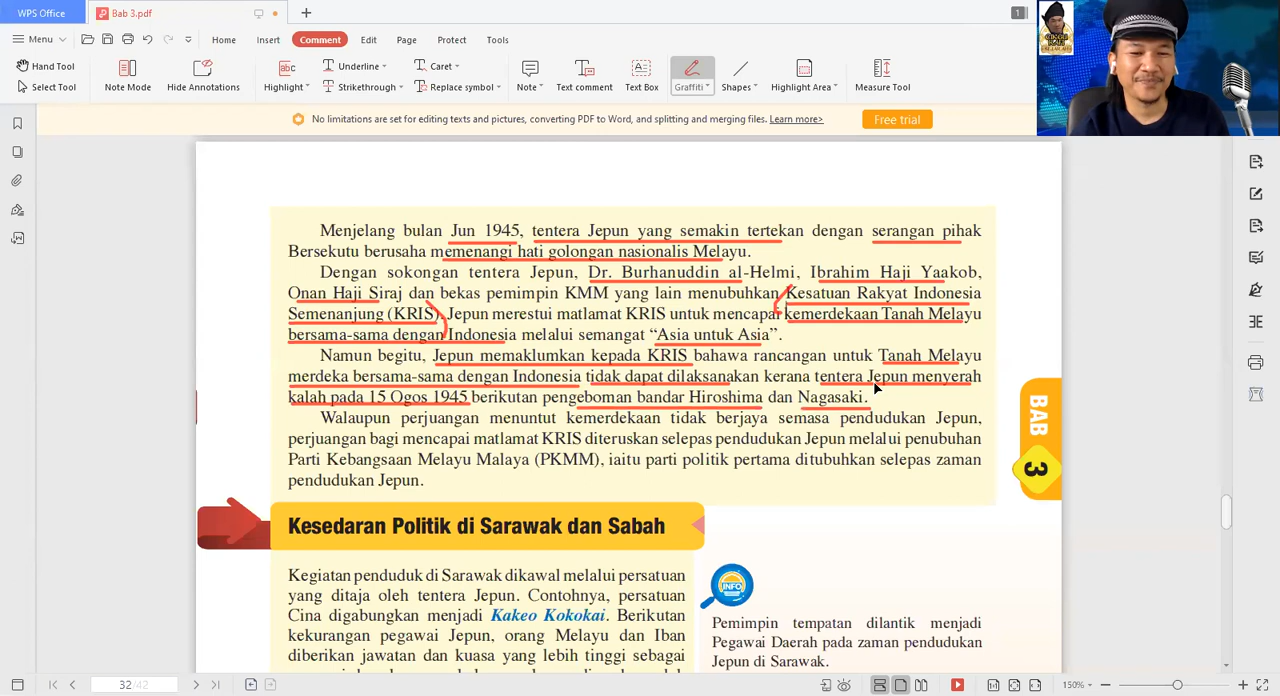 WPS Office
Bab 3.pdf
1
Menu
Home
Insert
Comment
Edit
Page
Protect
Tools
Hand Tool
Select Tool
Note Mode
Hide Annotations
Highlight
Underline
Strikethrough
Caret
Replace symbol
Note
Text comment
Text Box
Graffiti
Shapes
Highlight Area
Measure Tool
No limitations are set for editing texts and pictures, converting PDF to Word, and splitting and merging files. Learn more>
Free trial
Menjelang bulan Jun 1945, tentera Jepun yang semakin tertekan dengan serangan pihak
Bersekutu berusaha memenangi hati golongan nasionalis Melayu.
Dengan sokongan tentera Jepun, Dr. Burhanuddin al-Helmi, Ibrahim Haji Yaakob,
Onan Haji Siraj dan bekas pemimpin KMM yang lain menubuhkan Kesatuan Rakyat Indonesia
Semenanjung (KRIS). Jepun merestui matlamat KRIS untuk mencapai kemerdekaan Tanah Melayu
bersama-sama dengan Indonesia melalui semangat “Asia untuk Asia”.
Namun begitu, Jepun memaklumkan kepada KRIS bahawa rancangan untuk Tanah Melayu
merdeka bersama-sama dengan Indonesia tidak dapat dilaksanakan kerana tentera Jepun menyerah
kalah pada 15 Ogos 1945 berikutan pengeboman bandar Hiroshima dan Nagasaki.
Walaupun perjuangan menuntut kemerdekaan tidak berjaya semasa pendudukan Jepun,
perjuangan bagi mencapai matlamat KRIS diteruskan selepas pendudukan Jepun melalui penubuhan
Parti Kebangsaan Melayu Malaya (PKMM), iaitu parti politik pertama ditubuhkan selepas zaman
pendudukan Jepun.
BAB
3
Kesedaran Politik di Sarawak dan Sabah
Kegiatan penduduk di Sarawak dikawal melalui persatuan
yang ditaja oleh tentera Jepun. Contohnya, persatuan
Cina digabungkan menjadi Kakeo Kokokai. Berikutan
kekurangan pegawai Jepun, orang Melayu dan Iban
diberikan jawatan dan kuasa yang lebih tinggi sebagai
INFO
Pemimpin tempatan dilantik menjadi
Pegawai Daerah pada zaman pendudukan
Jepun di Sarawak.
32/42
150%